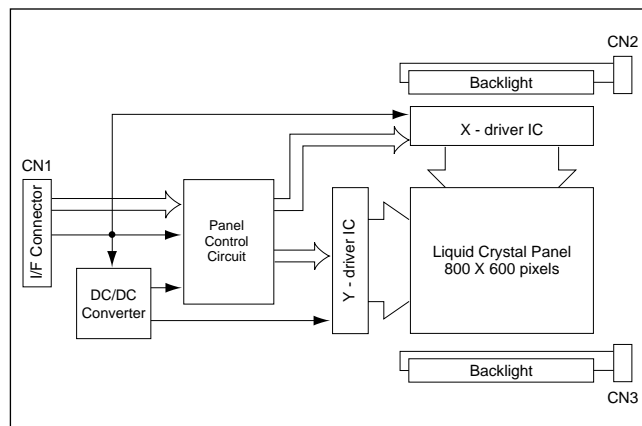 CN2
Backlight
X - driver IC
CN1
I/F Connector
Panel
Control
Circuit
Y - driver IC
Liquid Crystal Panel
800 X 600 pixels
DC/DC
Converter
Backlight
CN3